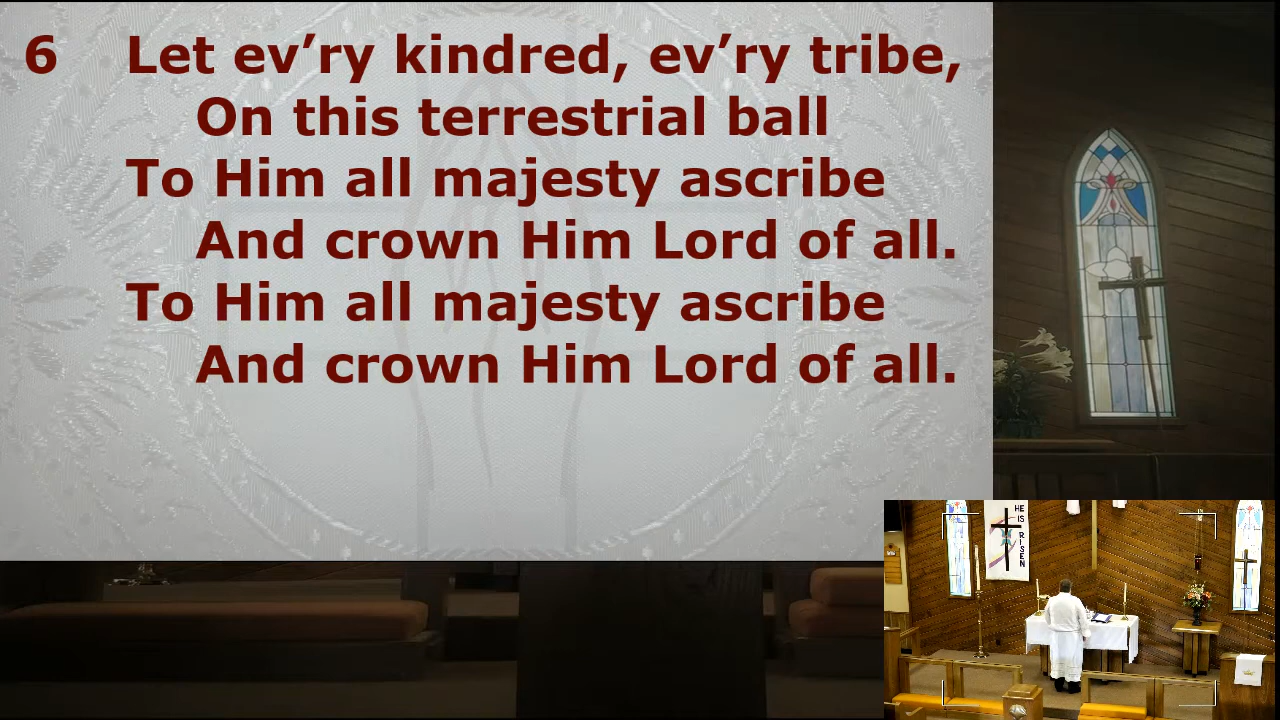 6 Let ev’ry kindred, ev’ry tribe,
On this terrestrial ball
To Him all majesty ascribe
And crown Him Lord of all.
To Him all majesty ascribe
And crown Him Lord of all.
HE
IS
RISEN